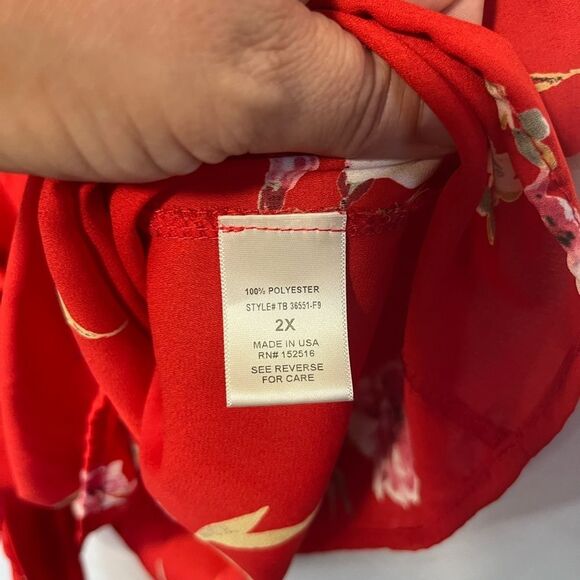 100% POLYESTER
STYLE# TB 36551-F9
2X
MADE IN USA
RN# 152516
SEE REVERSE
FOR CARE